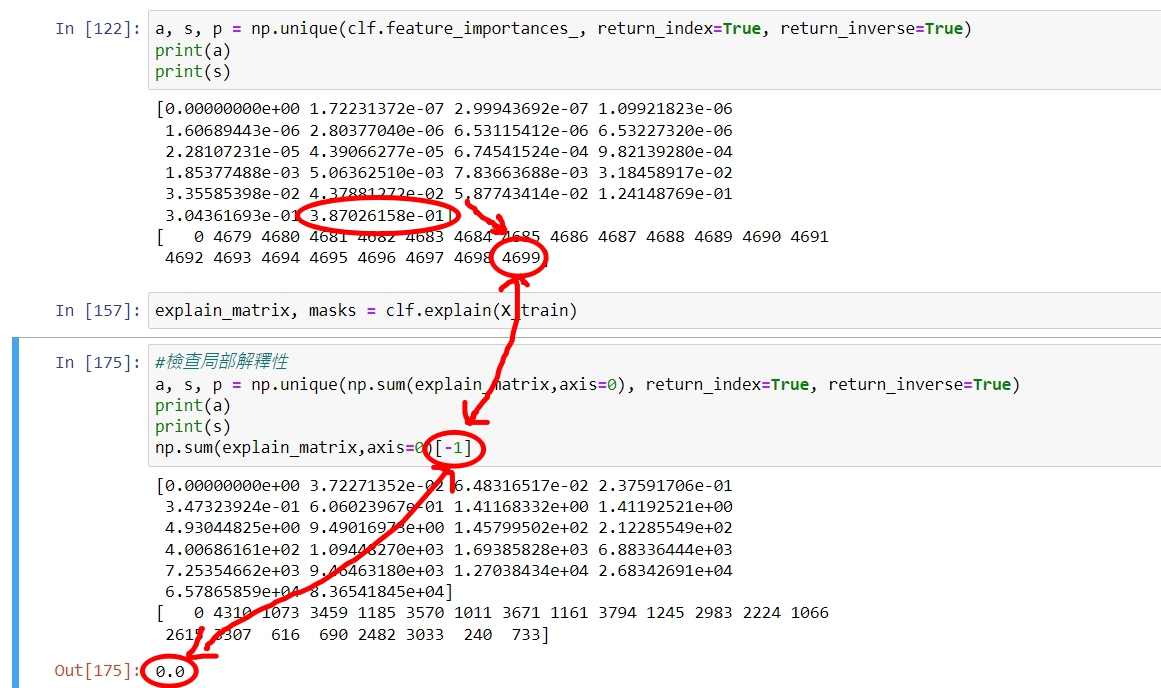 In [122]: a, s, p = np.unique(clf.feature_importances_, return_index=True, return_inverse=True)
print(a)
print(s)
[0.00000000e+00 1.72231372e-07 2.99943692e-07 1.09921823e-06
1.60689443e-06 2.80377040e-06 6.53115412e-06 6.53227320e-06
2.28107231e-05 4.39066277e-05 6.74541524e-04 9.82139280e-04
1.85377488e-03 5.06362510e-03 7.83663688e-03 3.18458917e-02
3.35585398e-02 4.37881272e-02 5.87743414e-02 1.24148769e-01
3.04361693e-01 3.87026158e-01]
[ 0 4679 4680 4681 4682 4683 4684 4685 4686 4687 4688 4689 4690 4691
4692 4693 4694 4695 4696 4697 4698 4699]
In [157]: explain_matrix, masks = clf.explain(X_train)
In [175]: #檢查局部解釋性
a, s, p = np.unique(np.sum(explain_matrix,axis=0), return_index=True, return_inverse=True)
print(a)
print(s)
np.sum(explain_matrix,axis=0)[-1]
[0.00000000e+00 3.72271352e-02 6.48316517e-02 2.37591706e-01
3.47323924e-01 6.06023967e-01 1.41168332e+00 1.41192521e+00
4.93044825e+00 9.49016973e+00 1.45799502e+02 2.12285549e+02
4.00686161e+02 1.09448270e+03 1.69385828e+03 6.88336444e+03
7.25354662e+03 9.46463180e+03 1.27038434e+04 2.68342691e+04
6.57865859e+04 8.36541845e+04]
[ 0 4310 1073 3459 1185 3570 1011 3671 1161 3794 1245 2983 2224 1066
2615 3307 616 690 2482 3033 240 733]
Out[175]: 0.0